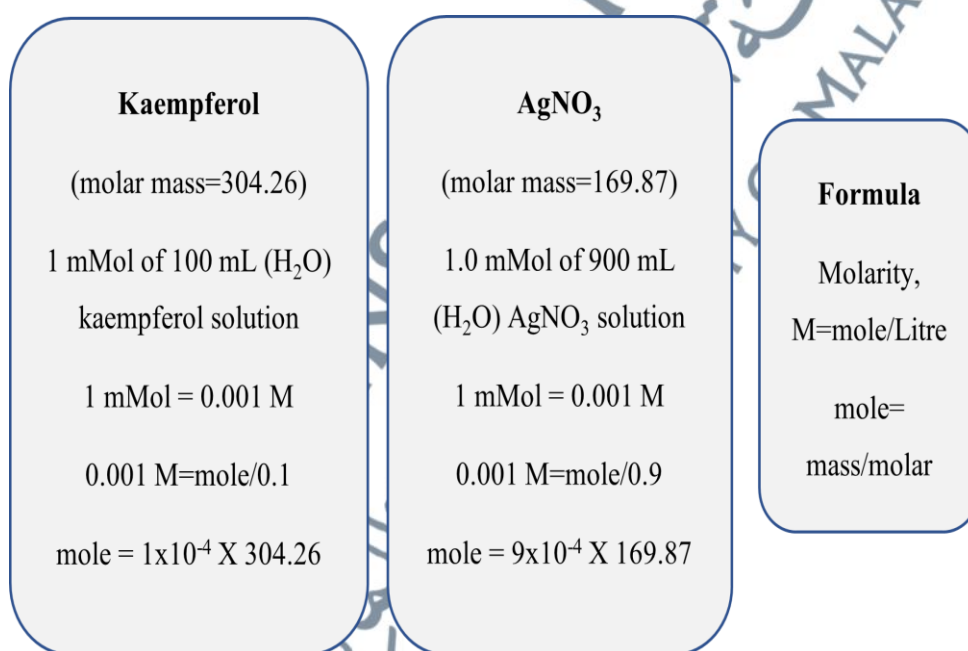 Kaempferol
(molar mass=304.26)
1 mMol of 100 mL (H₂O)
kaempferol solution
1 mMol = 0.001 M
0.001 M=mole/0.1
mole = 1x10⁻⁴ X 304.26
AgNO₃
(molar mass=169.87)
1.0 mMol of 900 mL
(H₂O) AgNO₃ solution
1 mMol = 0.001 M
0.001 M=mole/0.9
mole = 9x10⁻⁴ X 169.87
Formula
Molarity,
M=mole/Litre
mole=
mass/molar